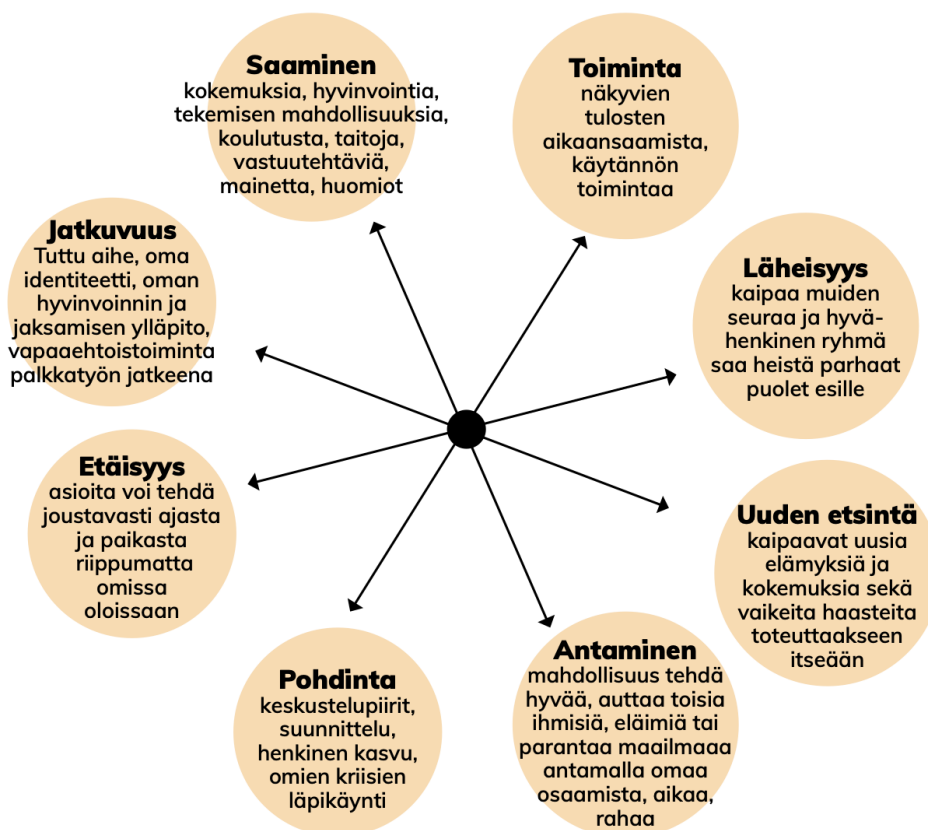 Saaminen
kokemuksia, hyvinvointia,
tekemisen mahdollisuuksia,
koulutusta, taitoja,
vastuutehtäviä,
mainetta, huomiot
Toiminta
näkyvien
tulosten
aikaansaamista,
käytännön
toimintaa
Jatkuvuus
Tuttu aihe, oma
identiteetti, oman
hyvinvoinnin ja
jaksamisen ylläpito,
vapaaehtoistoiminta
palkkatyön jatkeena
Läheisyys
kaipaa muiden
seuraa ja hyvä-
henkinen ryhmä
saa heistä parhaat
puolet esille
Etäisyys
asioita voi tehdä
joustavasti ajasta
ja paikasta
riippumatta
omissa
oloissaan
Uuden etsintä
kaipaavat uusia
elämyksiä ja
kokemuksia sekä
vaikeita haasteita
toteuttaakseen
itseään
Pohdinta
keskustelupiirit,
suunnittelu,
henkinen kasvu,
omien kriisien
läpikäynti
Antaminen
mahdollisuus tehdä
hyvää, auttaa toisia
ihmisiä, eläimiä tai
parantaa maailmaaa
antamalla omaa
osaamista, aikaa,
rahaa